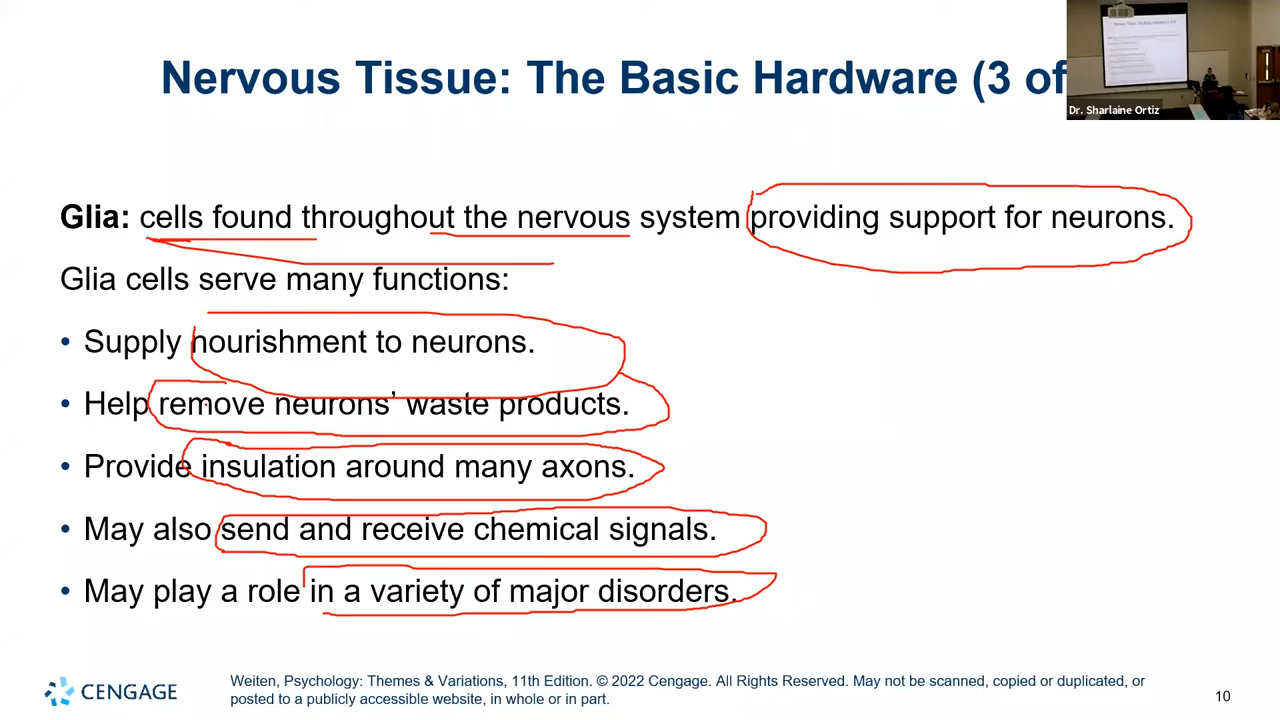 Nervous Tissue: The Basic Hardware (3 of
Dr. Sharlaine Ortiz
Glia: cells found throughout the nervous system providing support for neurons.
Glia cells serve many functions:
• Supply nourishment to neurons.
• Help remove neurons’ waste products.
• Provide insulation around many axons.
• May also send and receive chemical signals.
• May play a role in a variety of major disorders.
CENGAGE
Weiten, Psychology: Themes & Variations, 11th Edition. © 2022 Cengage. All Rights Reserved. May not be scanned, copied or duplicated, or
posted to a publicly accessible website, in whole or in part.
10